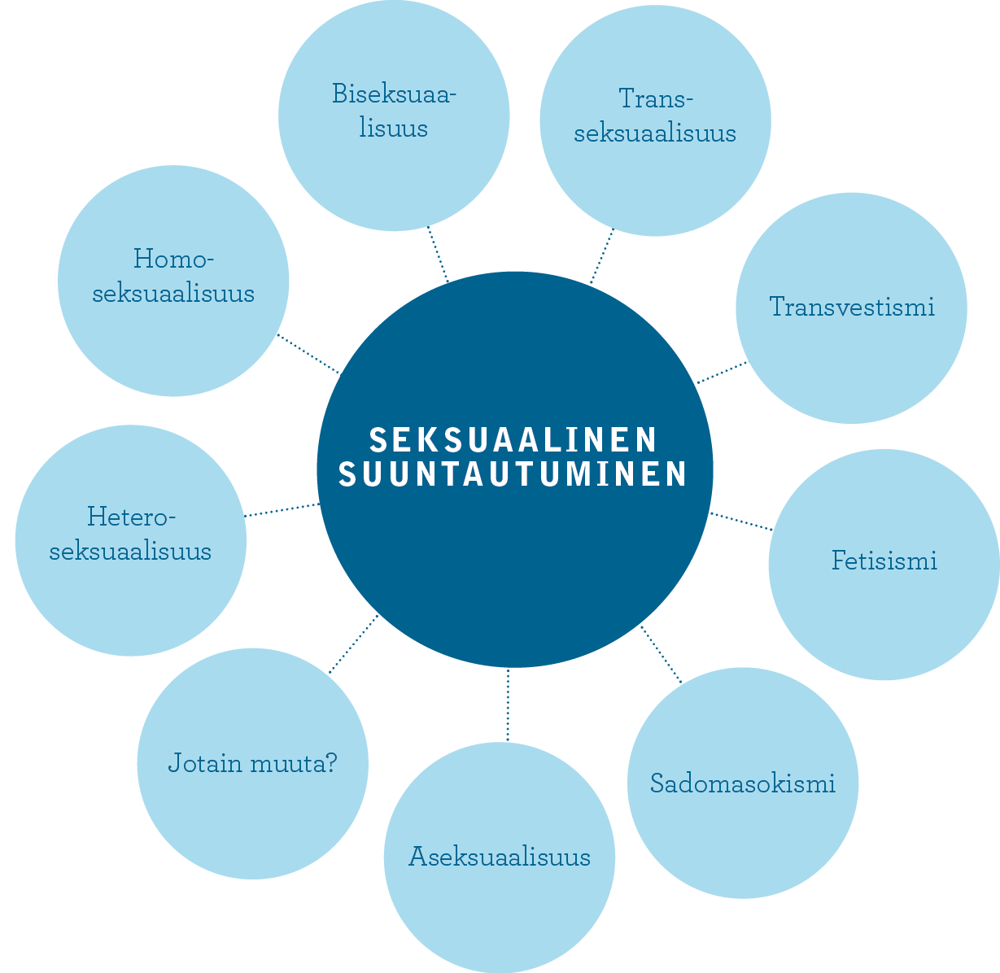 Biseksuaa-
lisuus
Trans-
seksuaalisuus
Homo-
seksuaalisuus
Transvestismi
SEKSUAALINEN
SUUNTAUTUMINEN
Hetero-
seksuaalisuus
Fetisismi
Jotain muuta?
Sadomasokismi
Aseksuaalisuus